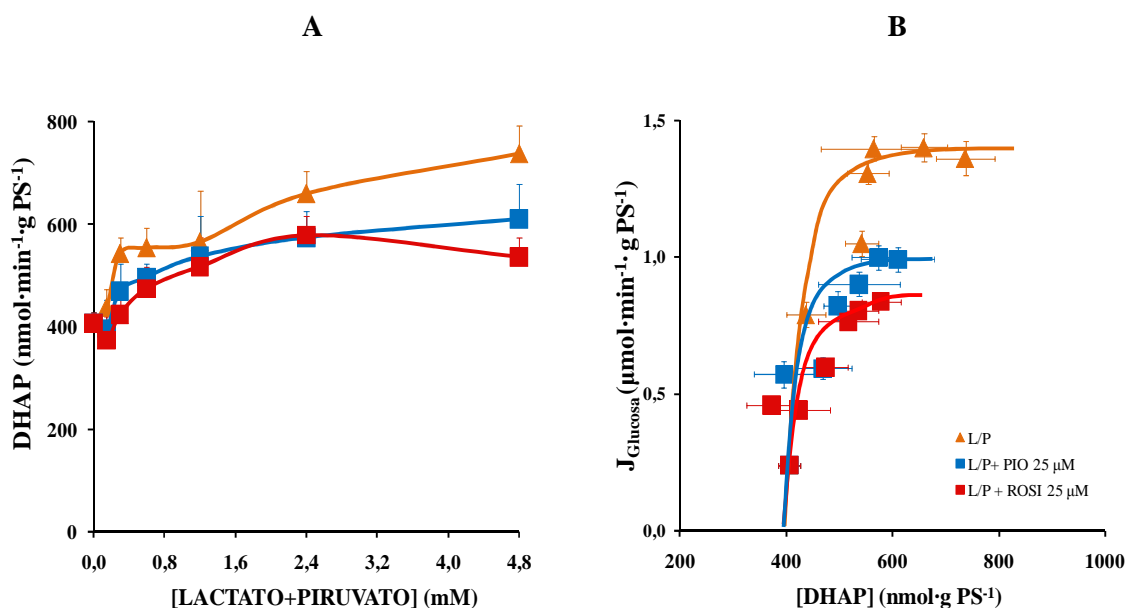 A
DHAP (nmol·min⁻¹·g PS⁻¹)
800
600
400
200
0
0,0 0,8 1,6 2,4 3,2 4,0 4,8
[LACTATO+PIRUVATO] (mM)
B
J_Glucosa (µmol·min⁻¹·g PS⁻¹)
1,5
1,0
0,5
0,0
L/P
L/P+ PIO 25 µM
L/P + ROSI 25 µM
200 400 600 800 1000
[DHAP] (nmol·g PS⁻¹)